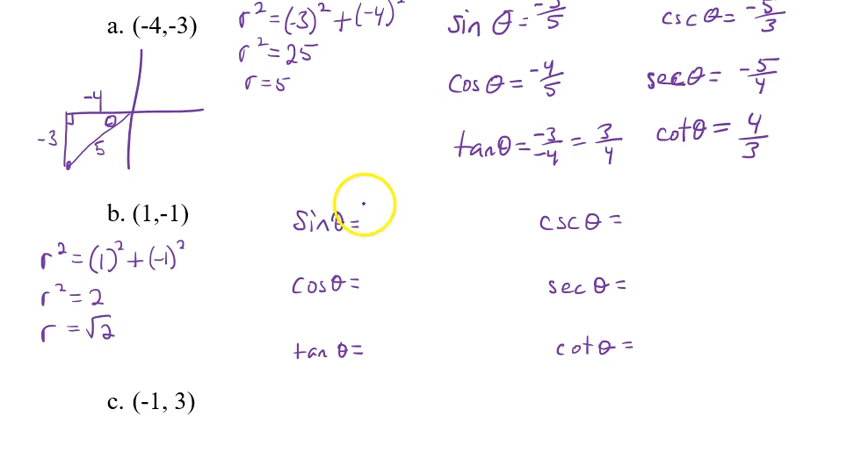 a. (-4,-3)
r² = (-3)² + (-4)²
r² = 25
r = 5
-4
-3
θ
5
sin θ = -3/5
cos θ = -4/5
tan θ = -3/-4 = 3/4
csc θ = -5/3
sec θ = -5/4
cot θ = 4/3
b. (1,-1)
r² = (1)² + (-1)²
r² = 2
r = √2
sin θ =
cos θ =
tan θ =
csc θ =
sec θ =
cot θ =
c. (-1, 3)